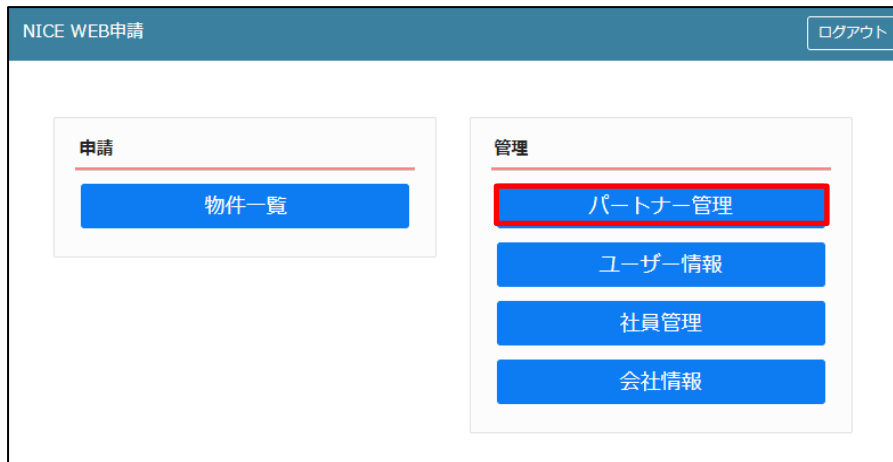 NICE WEB申請
ログアウト
申請
物件一覧
管理
パートナー管理
ユーザー情報
社員管理
会社情報